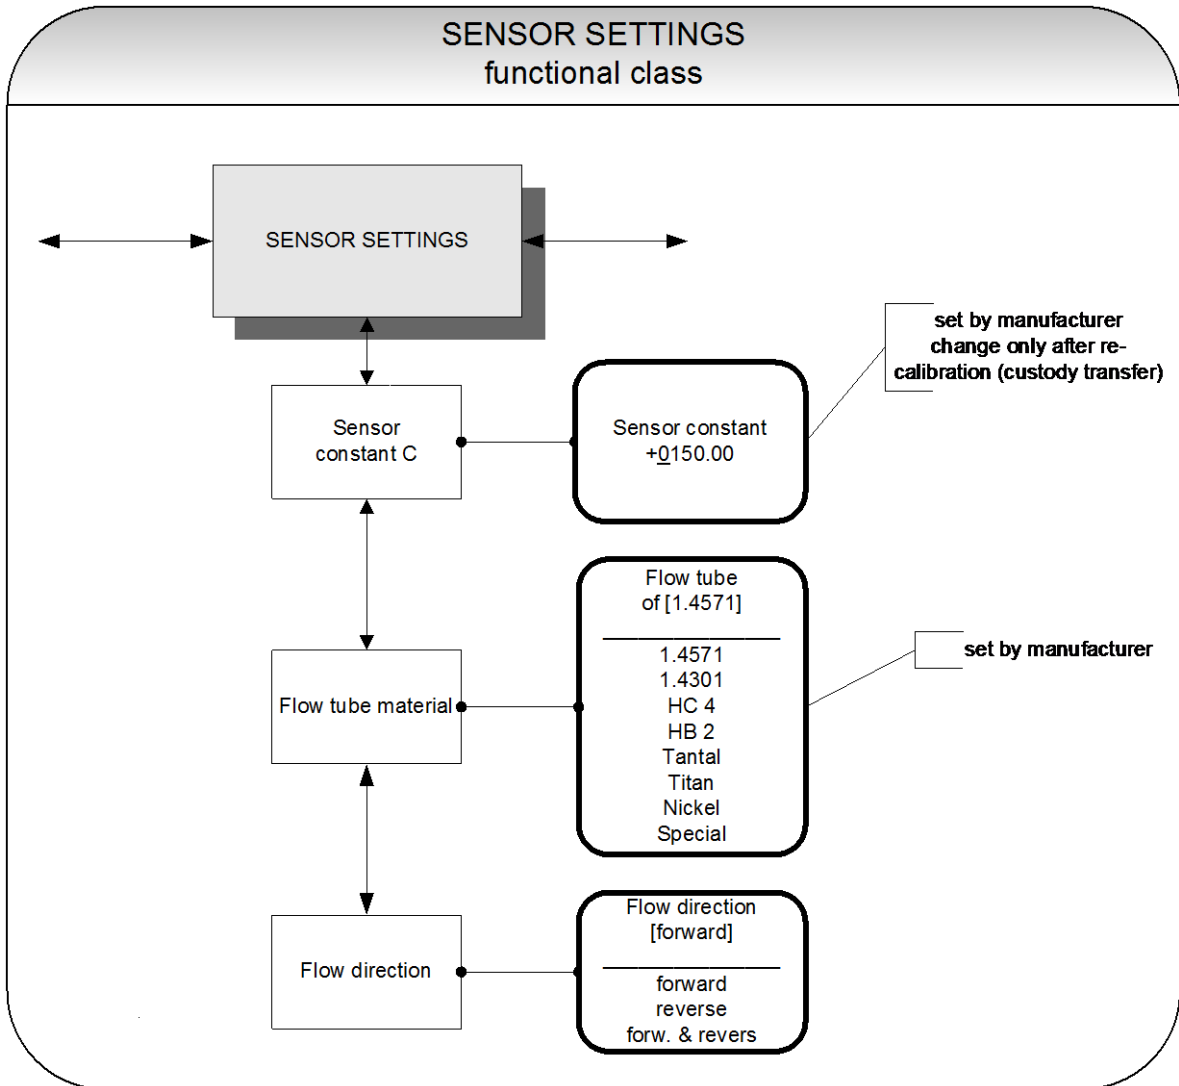 SENSOR SETTINGS
functional class
SENSOR SETTINGS
set by manufacturer
change only after re-
calibration (custody transfer)
Sensor
constant C
Sensor constant
+0150.00
Flow tube material
Flow tube
of [1.4571]
1.4571
1.4301
HC 4
HB 2
Tantal
Titan
Nickel
Special
set by manufacturer
Flow direction
Flow direction
[forward]
forward
reverse
forw. & revers